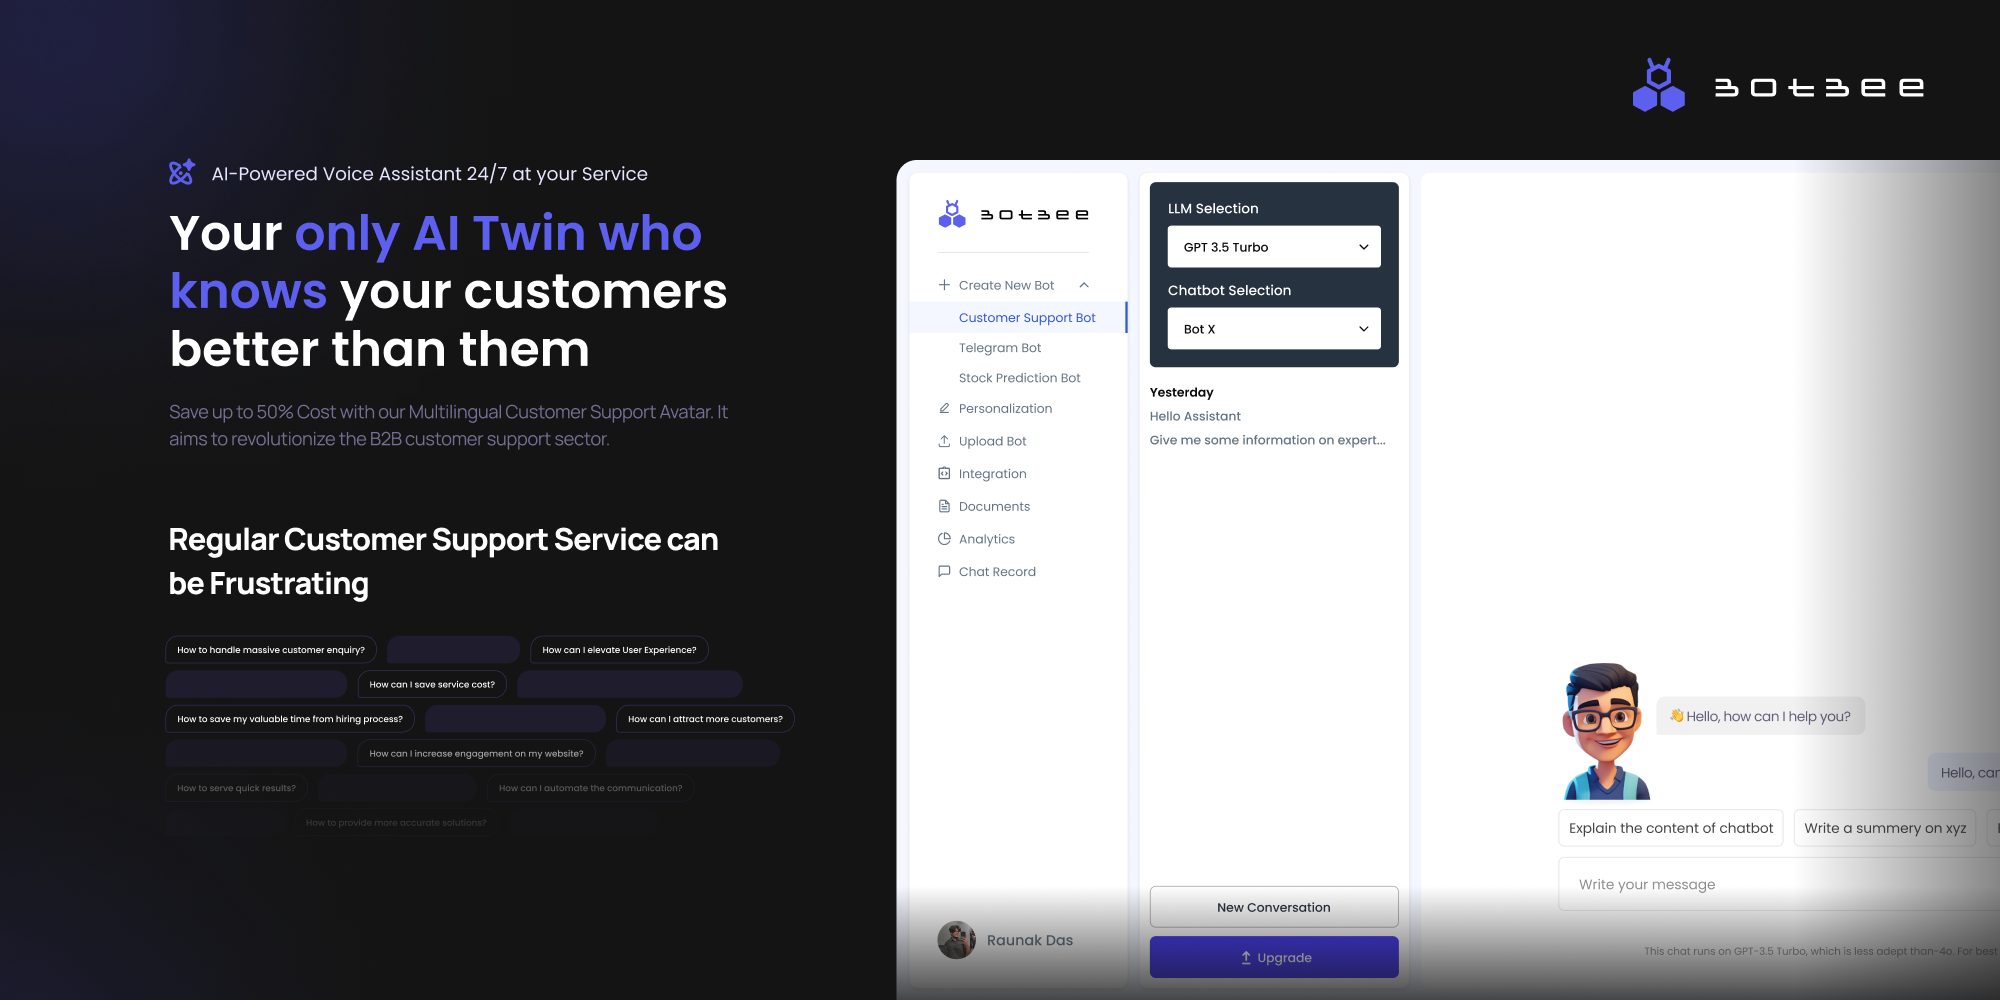 BotBee
AI-Powered Voice Assistant 24/7 at your Service
Your only AI Twin who
knows your customers
better than them
Save up to 50% Cost with our Multilingual Customer Support Avatar. It
aims to revolutionize the B2B customer support sector.
Regular Customer Support Service can
be Frustrating
How to handle massive customer enquiry?
How can I elevate User Experience?
How can I save service cost?
How to save my valuable time from hiring process?
How can I attract more customers?
How can I increase engagement on my website?
How to serve quick results?
How can I automate the communication?
How to provide more accurate solutions?
BotBee
Create New Bot
Customer Support Bot
Telegram Bot
Stock Prediction Bot
Personalization
Upload Bot
Integration
Documents
Analytics
Chat Record
Raunak Das
LLM Selection
GPT 3.5 Turbo
Chatbot Selection
Bot X
Yesterday
Hello Assistant
Give me some information on expert...
New Conversation
Upgrade
👋 Hello, how can I help you?
Hello, can
Explain the content of chatbot
Write a summery on xyz
Write your message
This chat runs on GPT-3.5 Turbo, which is less adept than-4o. For best